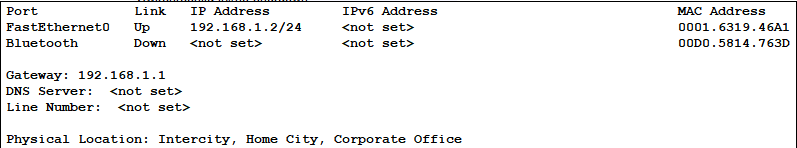 Port Link IP Address IPv6 Address MAC Address
FastEthernet0 Up 192.168.1.2/24 <not set> 0001.6319.46A1
Bluetooth Down <not set> <not set> 00D0.5814.763D
Gateway: 192.168.1.1
DNS Server: <not set>
Line Number: <not set>
Physical Location: Intercity, Home City, Corporate Office